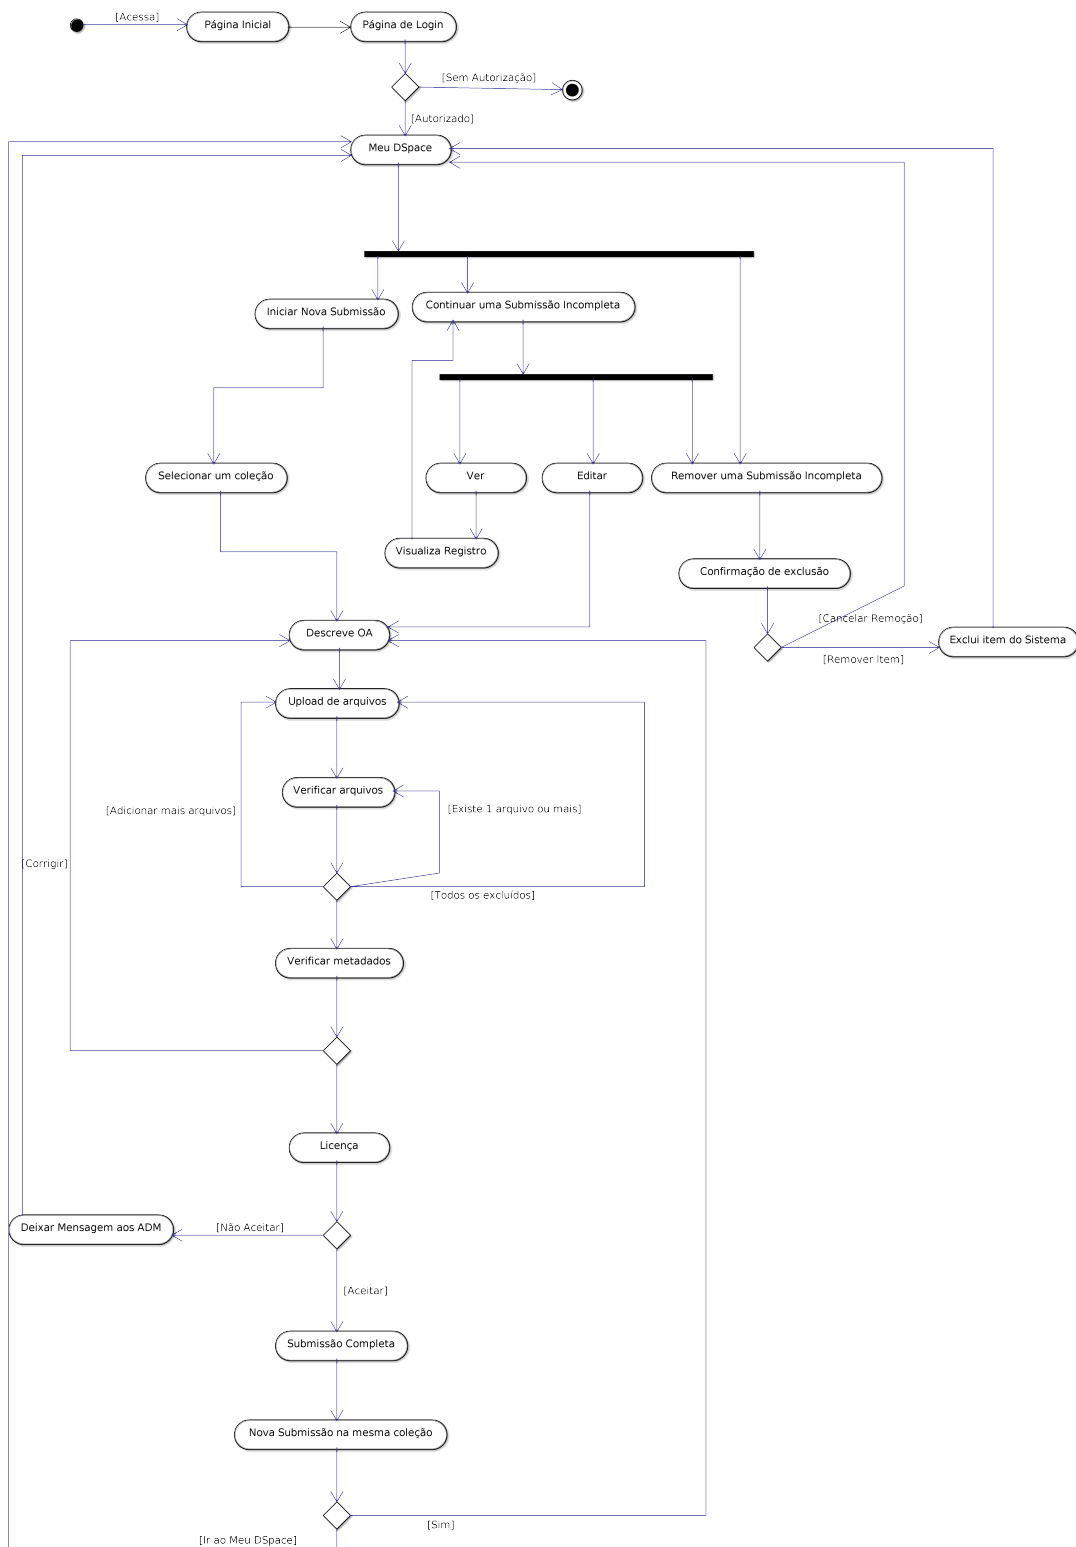 [Acessa]
Página Inicial
Página de Login
[Sem Autorização]
[Autorizado]
Meu DSpace
Iniciar Nova Submissão
Continuar uma Submissão Incompleta
Selecionar um coleção
Ver
Editar
Remover uma Submissão Incompleta
Visualiza Registro
Confirmação de exclusão
[Cancelar Remoção]
Descreve OA
Exclui item do Sistema
[Remover Item]
Upload de arquivos
Verificar arquivos
[Adicionar mais arquivos]
[Existe 1 arquivo ou mais]
[Corrigir]
[Todos os excluídos]
Verificar metadados
Licença
Deixar Mensagem aos ADM
[Não Aceitar]
[Aceitar]
Submissão Completa
Nova Submissão na mesma coleção
[Sim]
[Ir ao Meu DSpace]